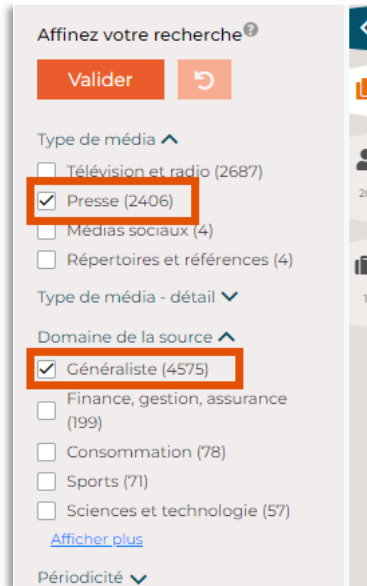 Affinez votre recherche?
Valider
Type de média
Télévision et radio (2687)
Presse (2406)
Médias sociaux (4)
Répertoires et références (4)
Type de média - détail
Domaine de la source
Généraliste (4575)
Finance, gestion, assurance
(199)
Consommation (78)
Sports (71)
Sciences et technologie (57)
Afficher plus
Périodicité